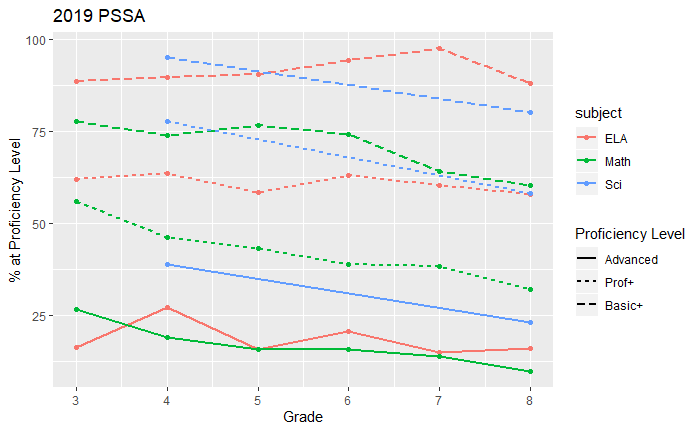 2019 PSSA
% at Proficiency Level
100
75
50
25
3 4 5 6 7 8
Grade
subject
ELA
Math
Sci
Proficiency Level
Advanced
Prof+
Basic+